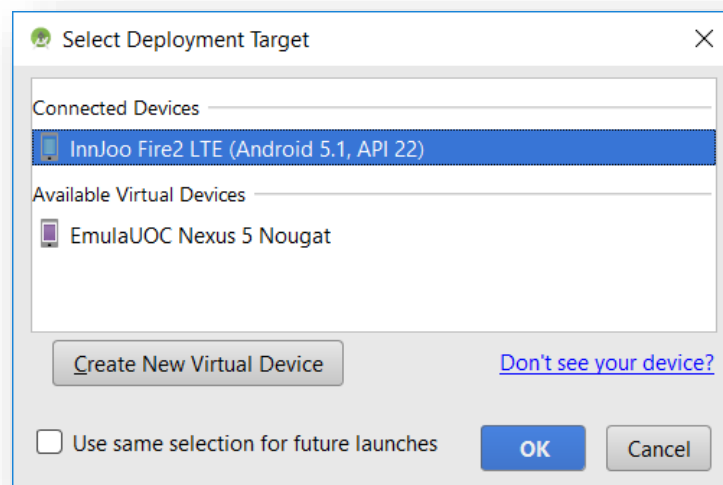 Select Deployment Target
Connected Devices
InnJoo Fire2 LTE (Android 5.1, API 22)
Available Virtual Devices
EmulaUOC Nexus 5 Nougat
Create New Virtual Device
Don't see your device?
Use same selection for future launches
OK
Cancel